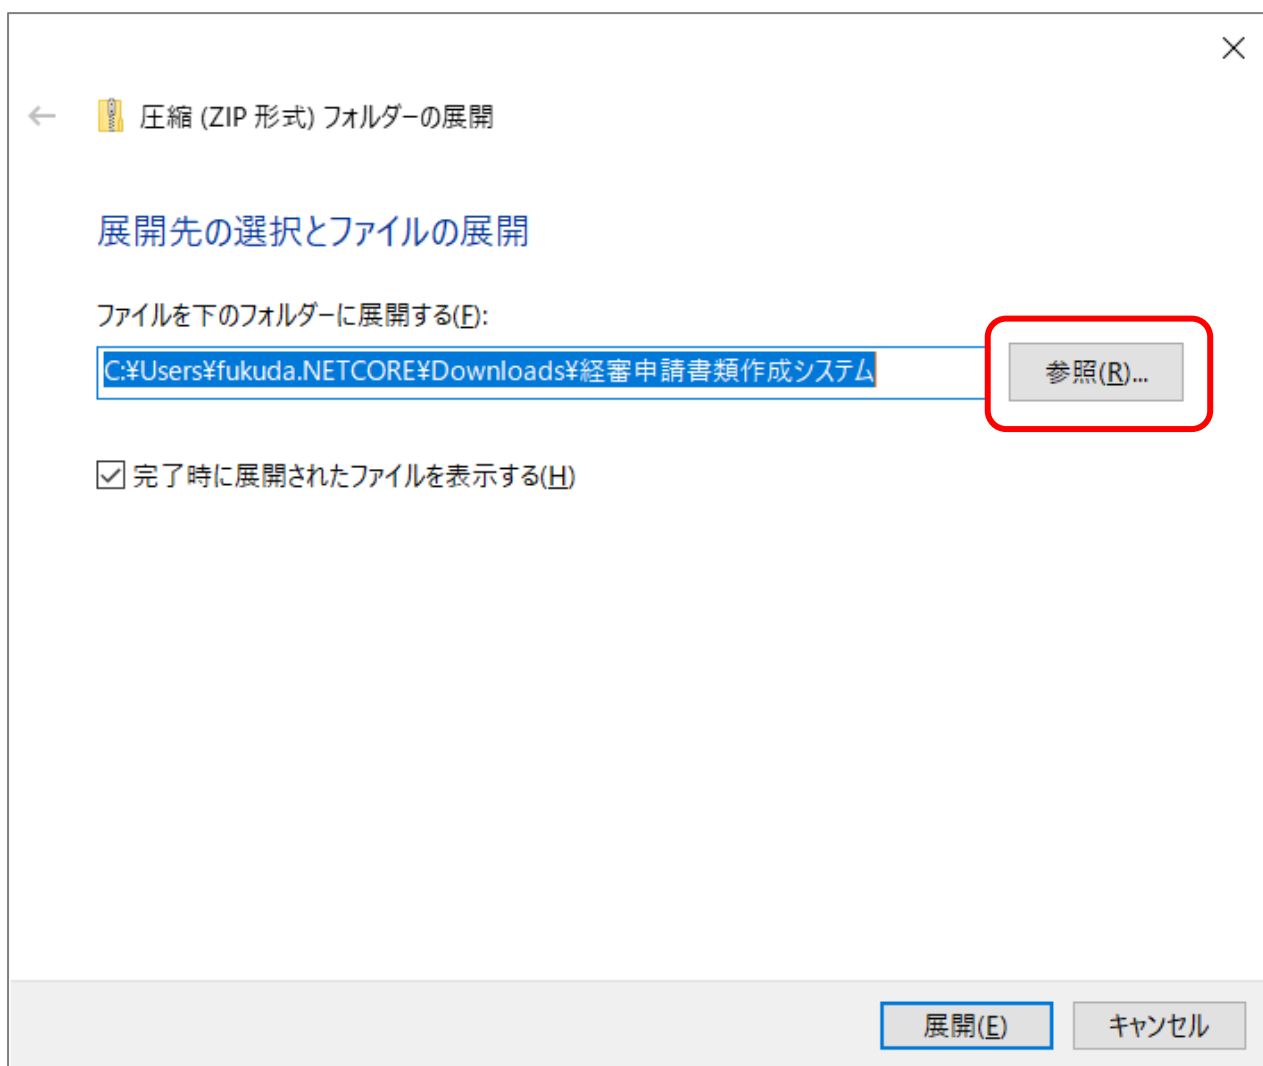 圧縮 (ZIP 形式) フォルダーの展開
展開先の選択とファイルの展開
ファイルを下のフォルダーに展開する(F):
C:¥Users¥fukuda.NETCORE¥Downloads¥経審申請書類作成システム
参照(R)...
完了時に展開されたファイルを表示する(H)
展開(E)
キャンセル